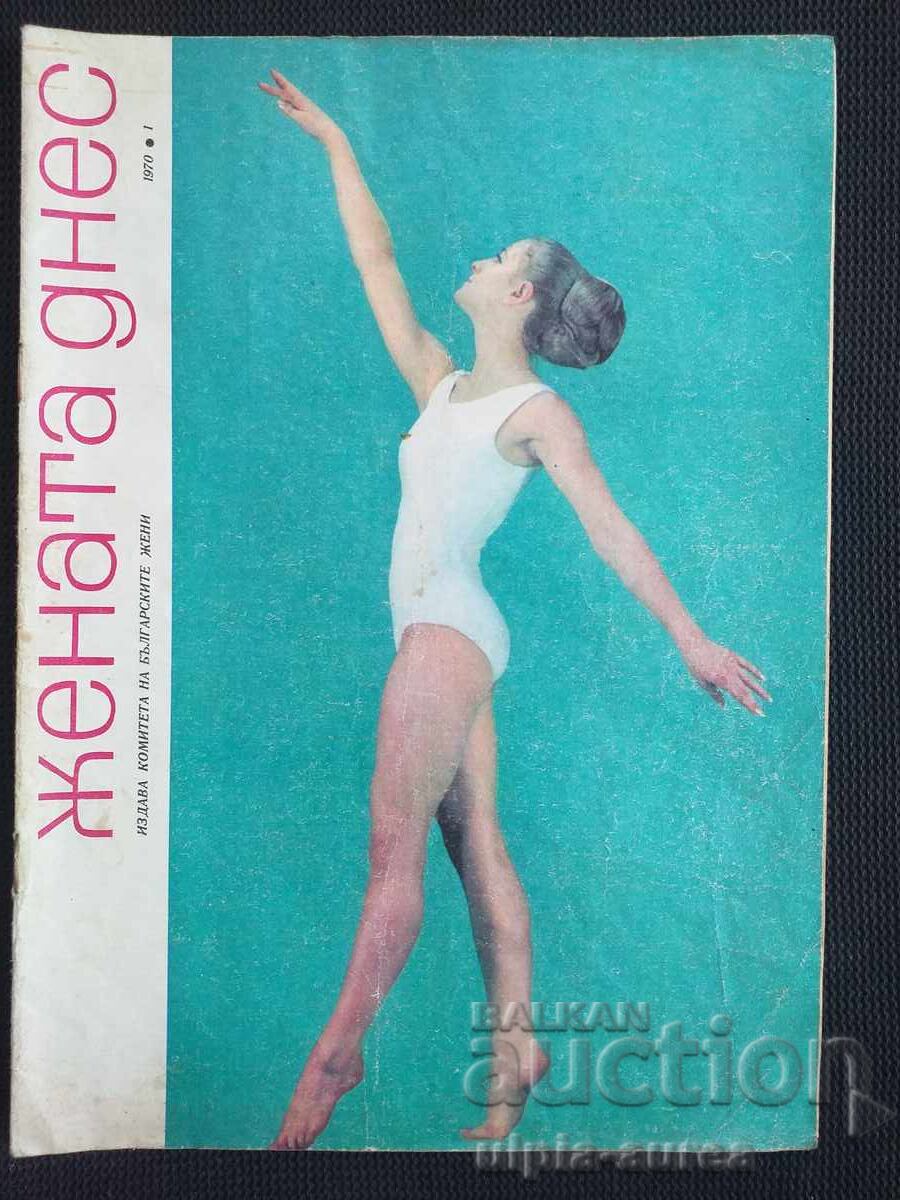 Жената днес
1970 • 1
ИЗДАВА КОМИТЕТА НА БЪЛГАРСКИТЕ ЖЕНИ
BALKAN
auction
ulpia-aurea